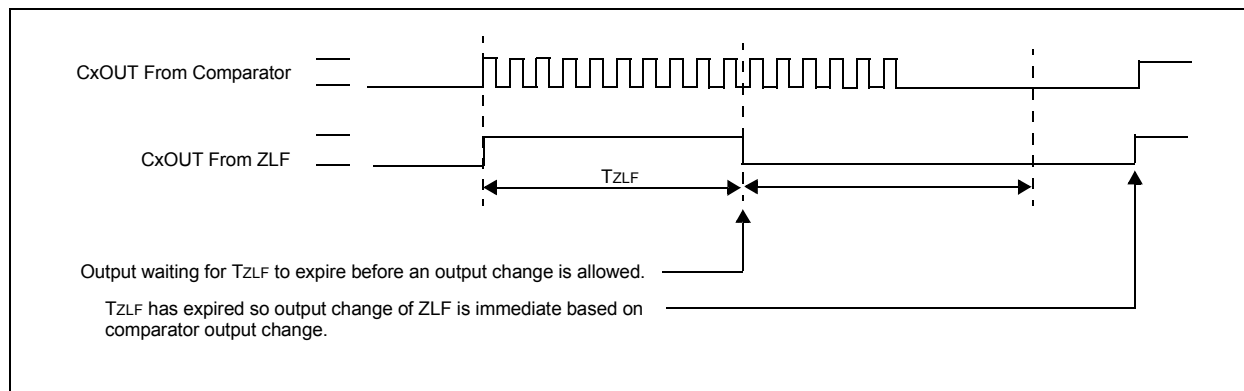 CxOUT From Comparator
CxOUT From ZLF
TZLF
Output waiting for TZLF to expire before an output change is allowed.
TZLF has expired so output change of ZLF is immediate based on
comparator output change.